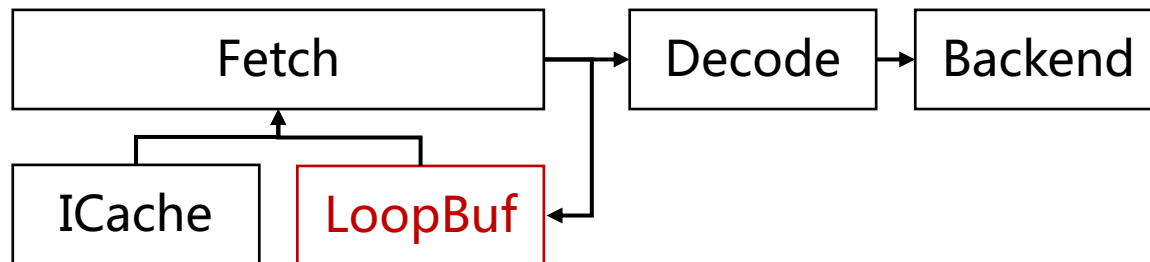 Fetch
Decode
Backend
ICache
LoopBuf